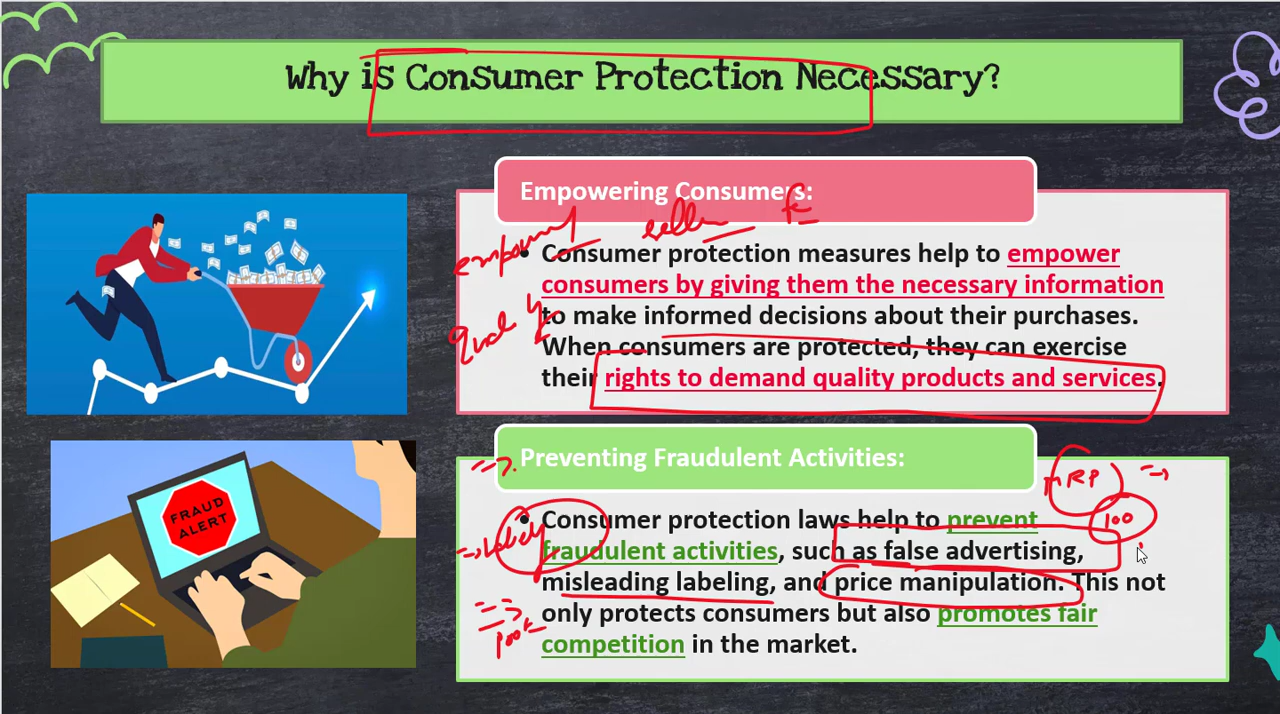 Why is Consumer Protection Necessary?
Empowering Consumers:
seller
• Consumer protection measures help to empower
consumers by giving them the necessary information
to make informed decisions about their purchases.
When consumers are protected, they can exercise
their rights to demand quality products and services.
FRAUD
ALERT
Preventing Fraudulent Activities:
MRP
100
• Consumer protection laws help to prevent
fraudulent activities, such as false advertising,
misleading labeling, and price manipulation. This not
only protects consumers but also promotes fair
competition in the market.
100